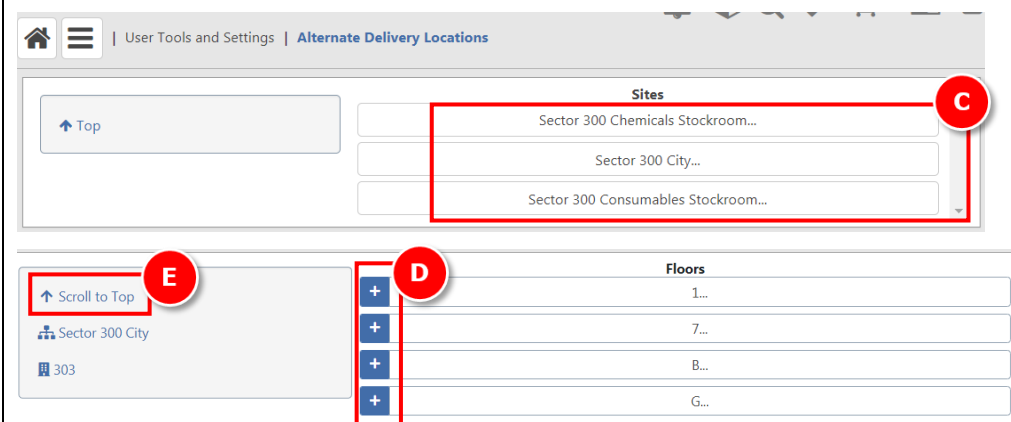 | User Tools and Settings | Alternate Delivery Locations
Sites
C
Top
Sector 300 Chemicals Stockroom...
Sector 300 City...
Sector 300 Consumables Stockroom...
E
D
Floors
Scroll to Top
+ 1...
Sector 300 City
+ 7...
303
+ B...
+ G...